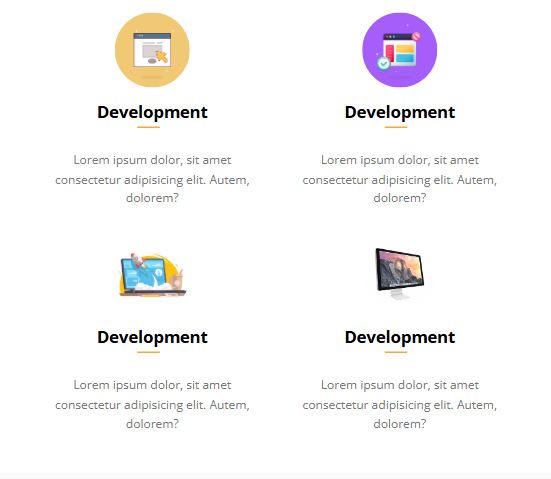 Development
Lorem ipsum dolor, sit amet
consectetur adipisicing elit. Autem,
dolorem?
Development
Lorem ipsum dolor, sit amet
consectetur adipisicing elit. Autem,
dolorem?
Development
Lorem ipsum dolor, sit amet
consectetur adipisicing elit. Autem,
dolorem?
Development
Lorem ipsum dolor, sit amet
consectetur adipisicing elit. Autem,
dolorem?